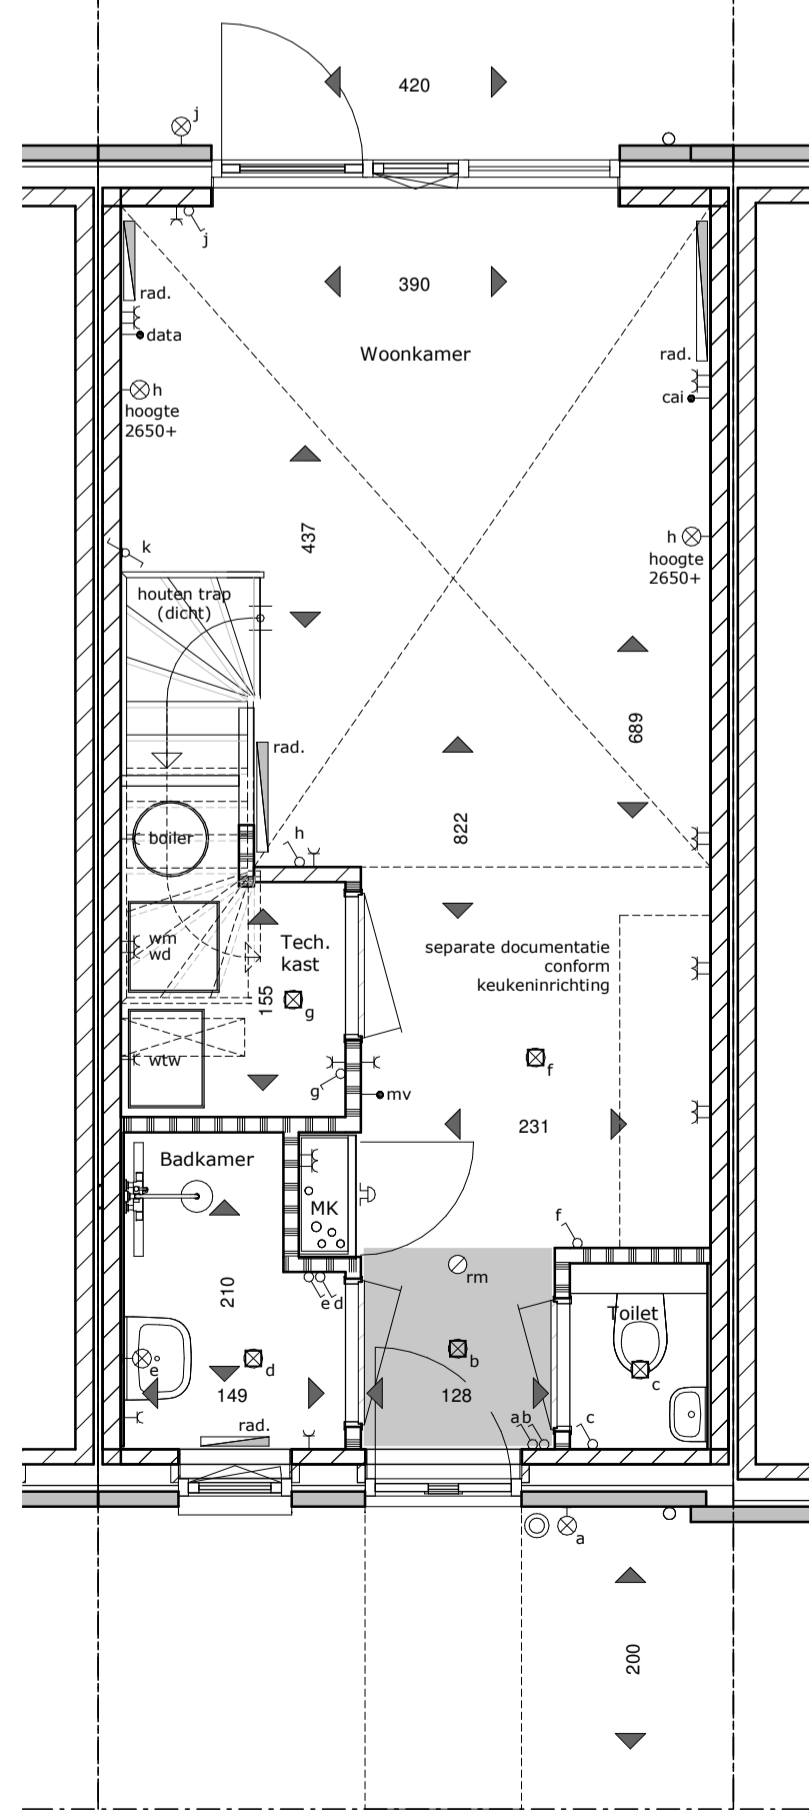 420
j
j
390
rad.
data
Woonkamer
rad.
cai
h
hoogte
2650+
437
h
hoogte
2650+
k
houten trap
(dicht)
689
rad.
822
boiler
h
wm
wd
Tech.
kast
separate documentatie
conform
keukeninrichting
155
g
wtw
f
g
mv
231
Badkamer
MK
f
rm
e d
210
Toilet
b
c
e
d
149
128
rad.
a b
c
a
200